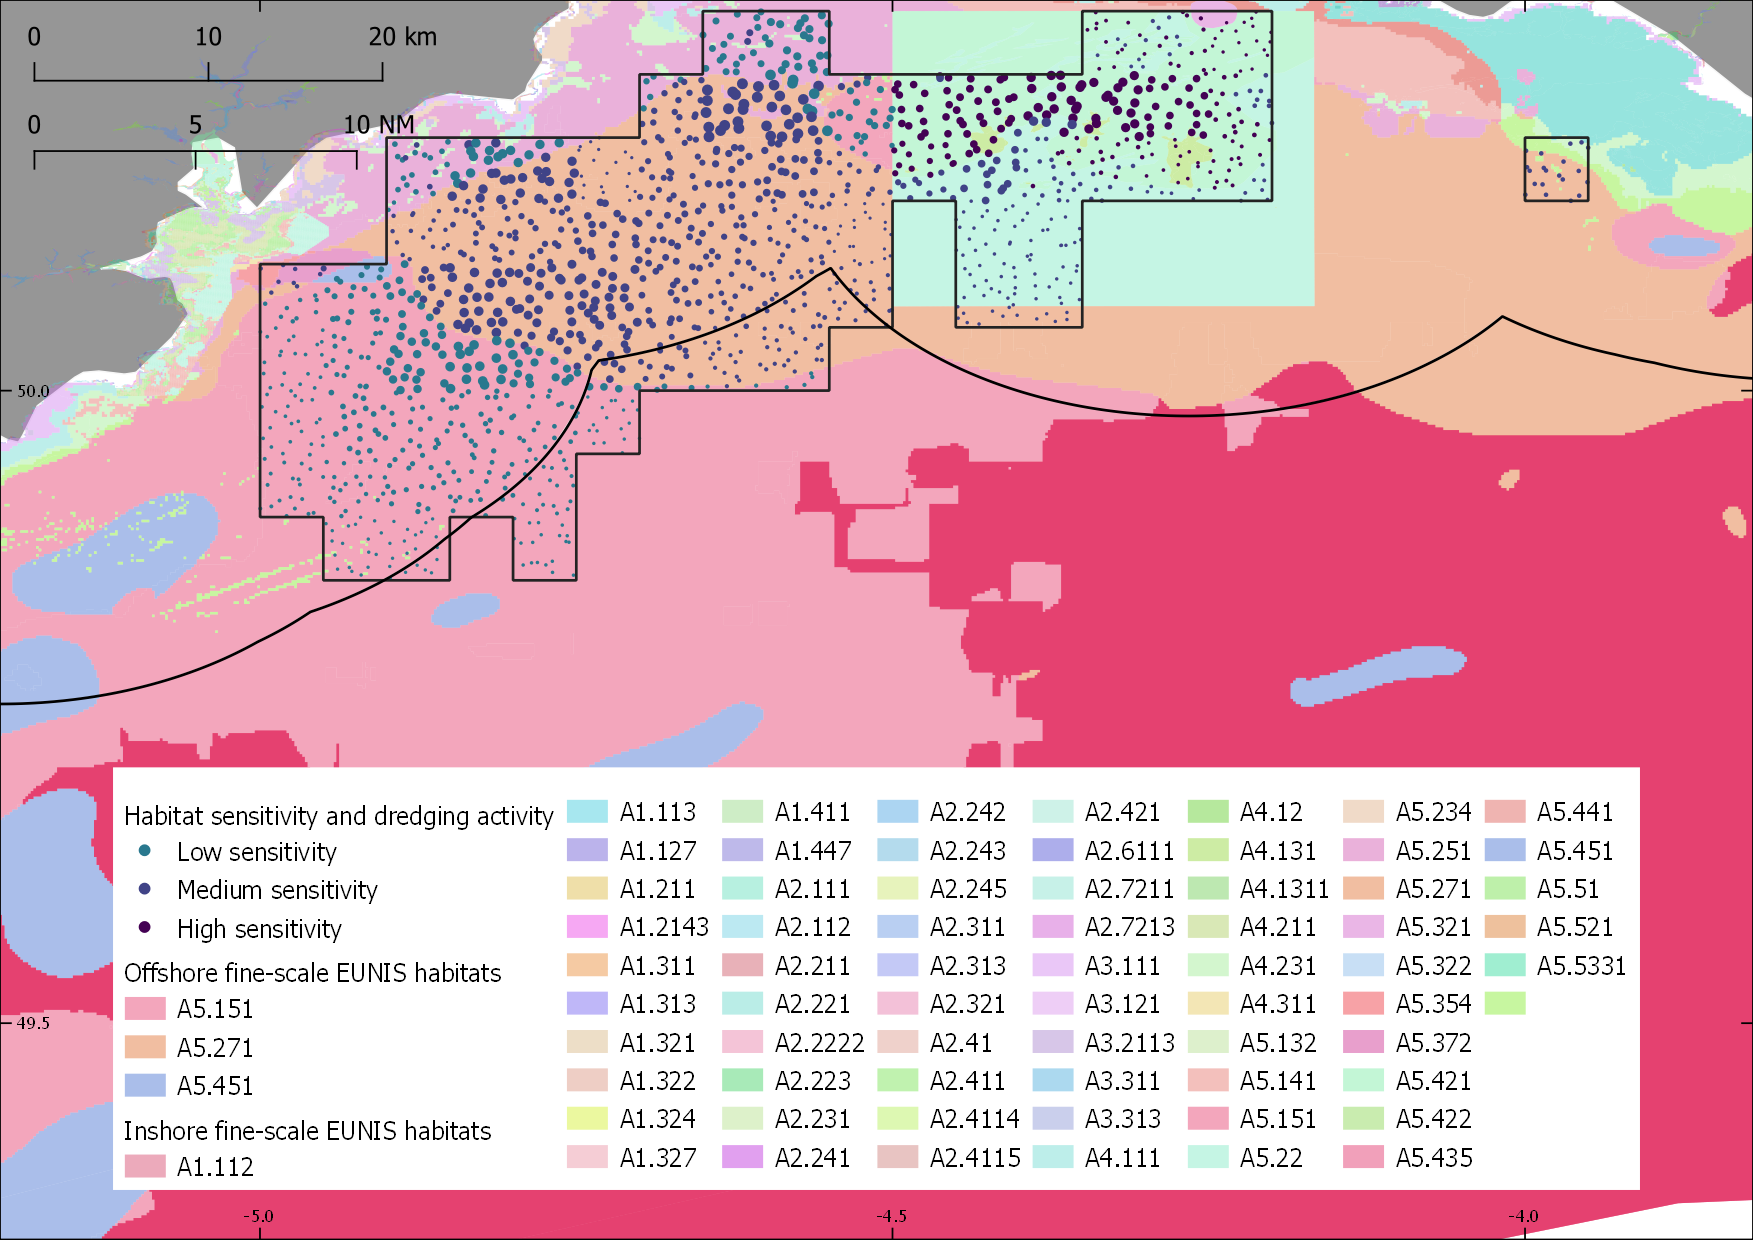 0 10 20 km
0 5 10 NM
50.0
49.5
Habitat sensitivity and dredging activity
Low sensitivity
Medium sensitivity
High sensitivity
Offshore fine-scale EUNIS habitats
A5.151
A5.271
A5.451
Inshore fine-scale EUNIS habitats
A1.112
A1.113
A1.127
A1.211
A1.2143
A1.311
A1.313
A1.321
A1.322
A1.324
A1.327
A1.411
A1.447
A2.111
A2.112
A2.211
A2.221
A2.2222
A2.223
A2.231
A2.241
A2.242
A2.243
A2.245
A2.311
A2.313
A2.321
A2.41
A2.411
A2.4114
A2.4115
A2.421
A2.6111
A2.7211
A2.7213
A3.111
A3.121
A3.2113
A3.311
A3.313
A4.111
A4.12
A4.131
A4.1311
A4.211
A4.231
A4.311
A5.132
A5.141
A5.151
A5.22
A5.234
A5.251
A5.271
A5.321
A5.322
A5.354
A5.372
A5.421
A5.422
A5.435
A5.441
A5.451
A5.51
A5.521
A5.5331
-5.0 -4.5 -4.0